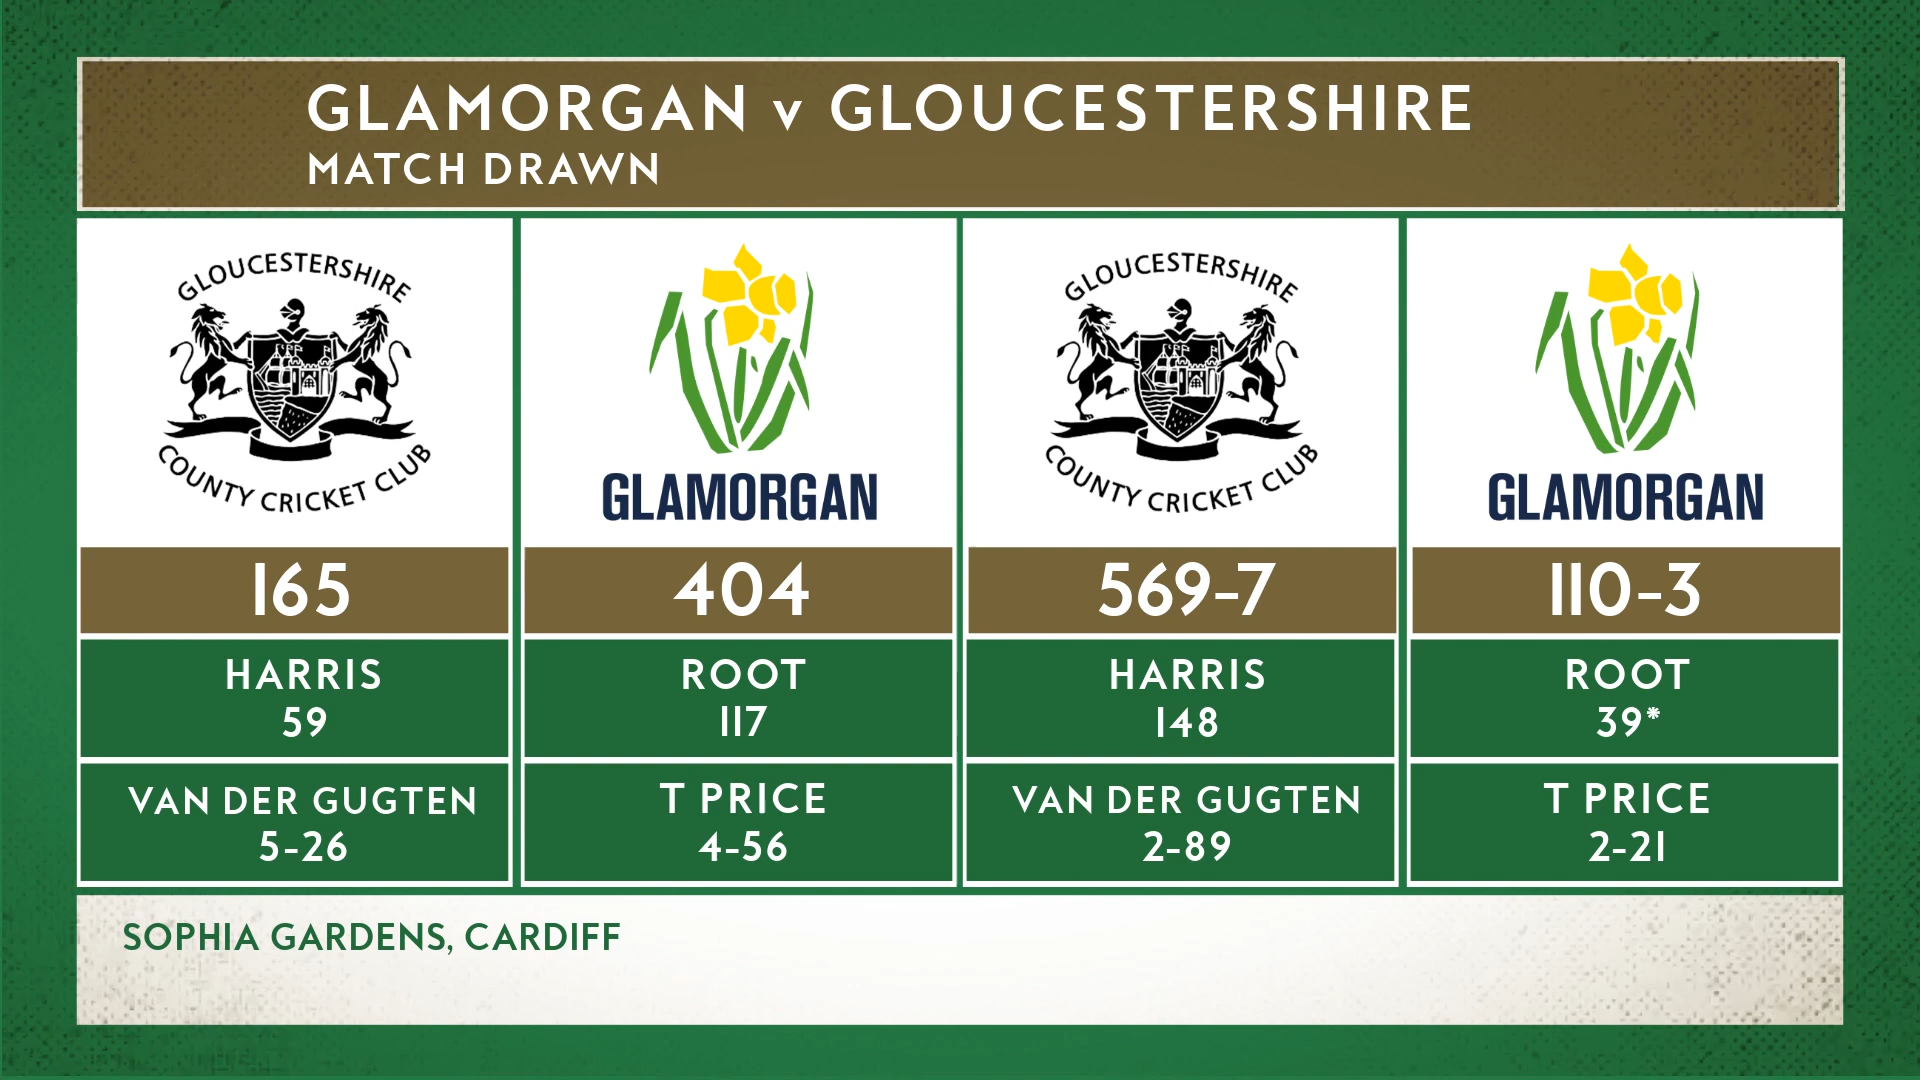 GLAMORGAN v GLOUCESTERSHIRE
MATCH DRAWN
GLOUCESTERSHIRE
COUNTY CRICKET CLUB
165
HARRIS
59
VAN DER GUGTEN
5-26
GLAMORGAN
404
ROOT
117
T PRICE
4-56
GLOUCESTERSHIRE
COUNTY CRICKET CLUB
569-7
HARRIS
148
VAN DER GUGTEN
2-89
GLAMORGAN
110-3
ROOT
39*
T PRICE
2-21
SOPHIA GARDENS, CARDIFF